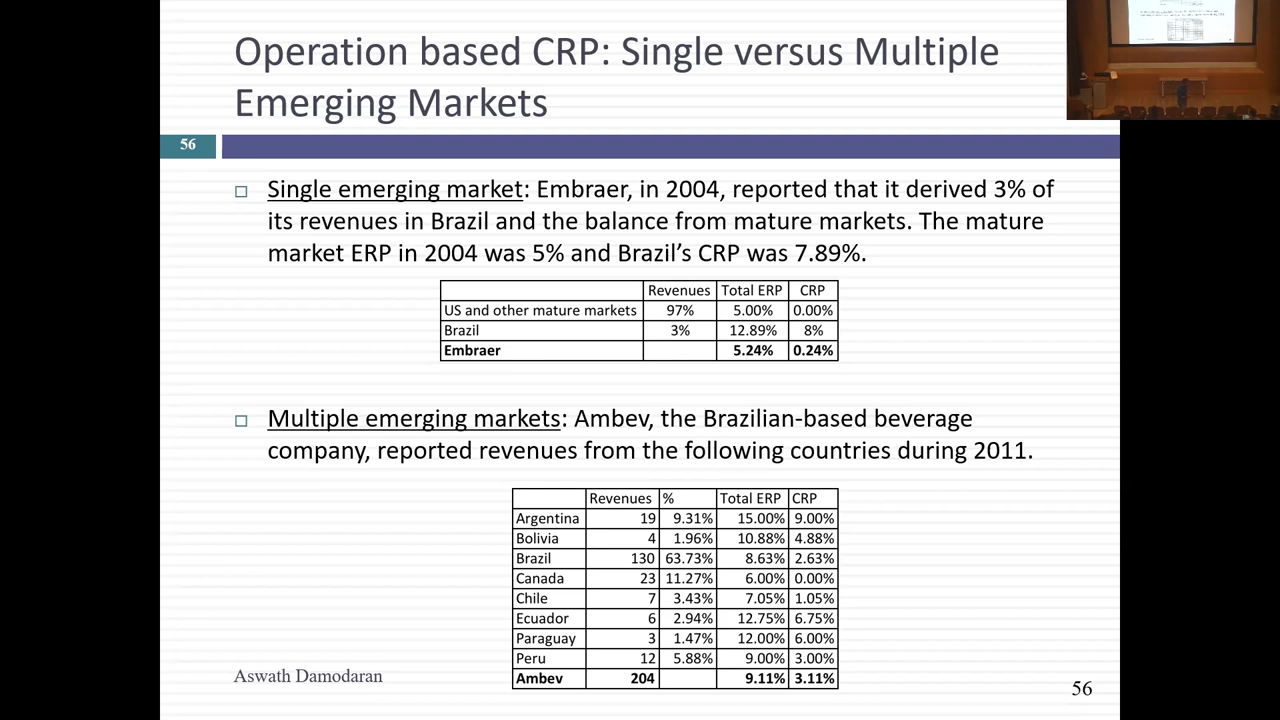 Operation based CRP: Single versus Multiple
Emerging Markets
56
Single emerging market: Embraer, in 2004, reported that it derived 3% of
its revenues in Brazil and the balance from mature markets. The mature
market ERP in 2004 was 5% and Brazil’s CRP was 7.89%.
Revenues Total ERP CRP
US and other mature markets 97% 5.00% 0.00%
Brazil 3% 12.89% 8%
Embraer 5.24% 0.24%
Multiple emerging markets: Ambev, the Brazilian-based beverage
company, reported revenues from the following countries during 2011.
Revenues % Total ERP CRP
Argentina 19 9.31% 15.00% 9.00%
Bolivia 4 1.96% 10.88% 4.88%
Brazil 130 63.73% 8.63% 2.63%
Canada 23 11.27% 6.00% 0.00%
Chile 7 3.43% 7.05% 1.05%
Ecuador 6 2.94% 12.75% 6.75%
Paraguay 3 1.47% 12.00% 6.00%
Peru 12 5.88% 9.00% 3.00%
Ambev 204 9.11% 3.11%
Aswath Damodaran
56